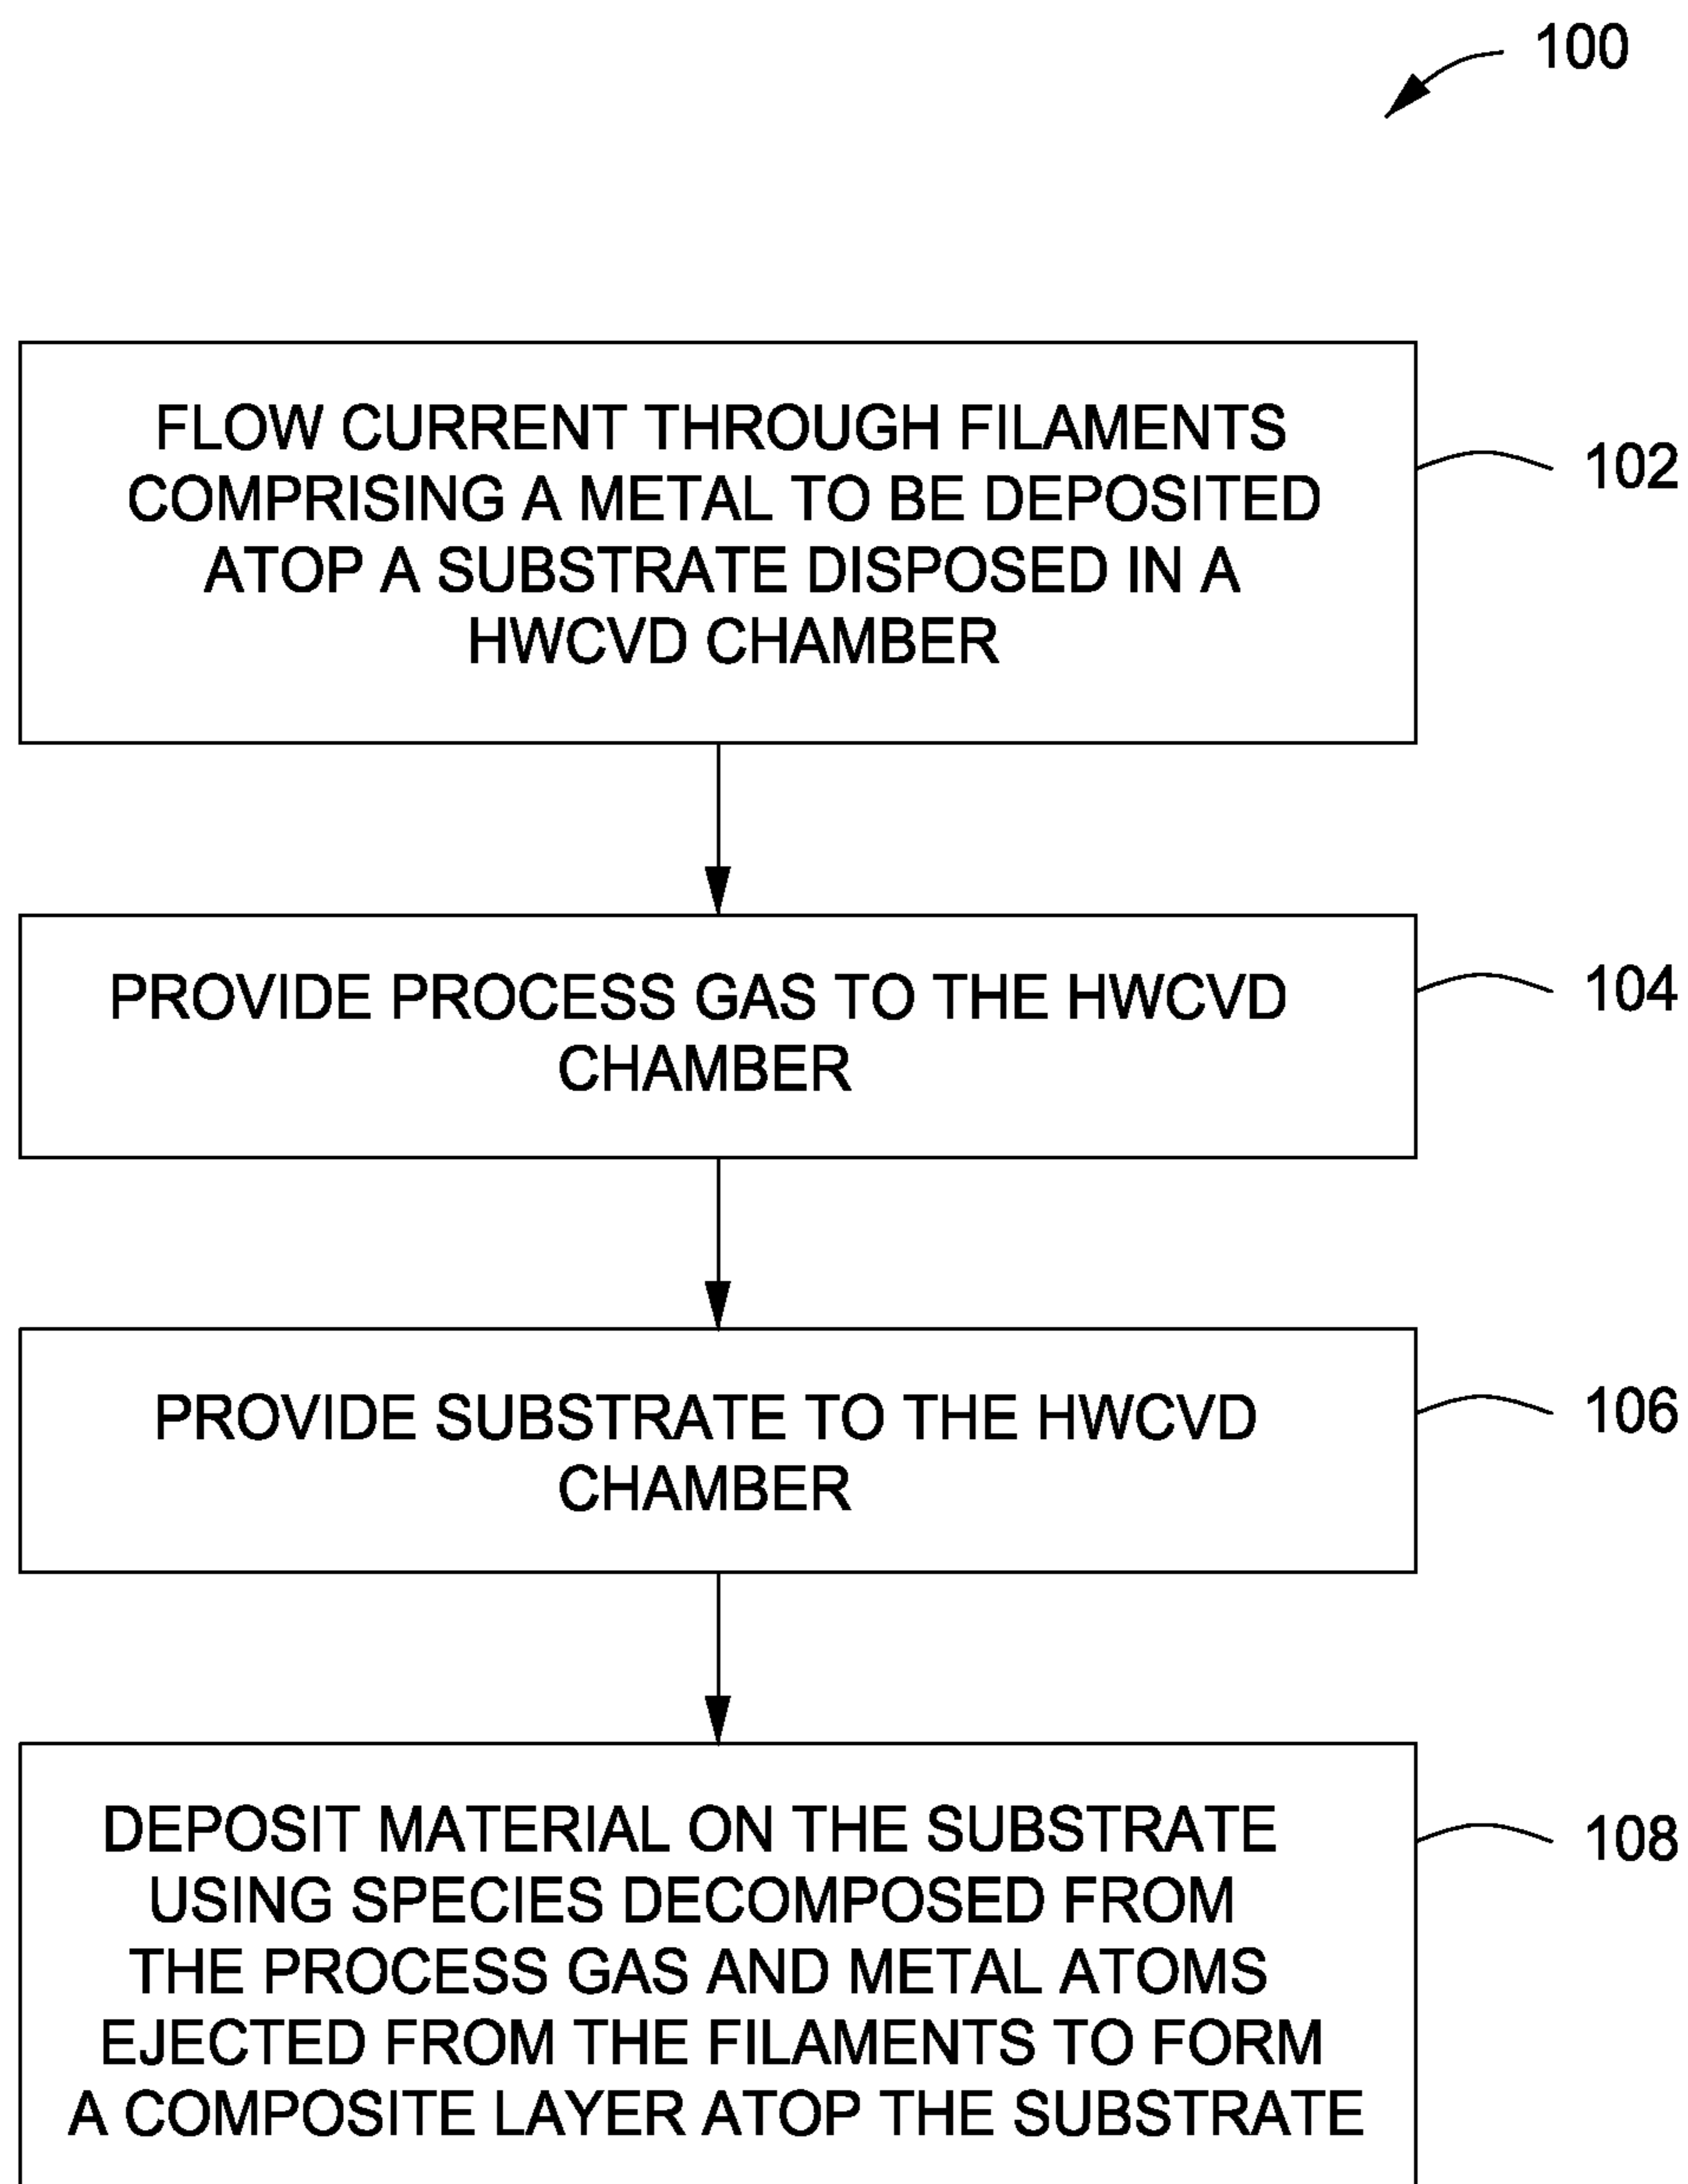 100
FLOW CURRENT THROUGH FILAMENTS
COMPRISING A METAL TO BE DEPOSITED
ATOP A SUBSTRATE DISPOSED IN A
HWCVD CHAMBER
102
PROVIDE PROCESS GAS TO THE HWCVD
CHAMBER
104
PROVIDE SUBSTRATE TO THE HWCVD
CHAMBER
106
DEPOSIT MATERIAL ON THE SUBSTRATE
USING SPECIES DECOMPOSED FROM
THE PROCESS GAS AND METAL ATOMS
EJECTED FROM THE FILAMENTS TO FORM
A COMPOSITE LAYER ATOP THE SUBSTRATE
108